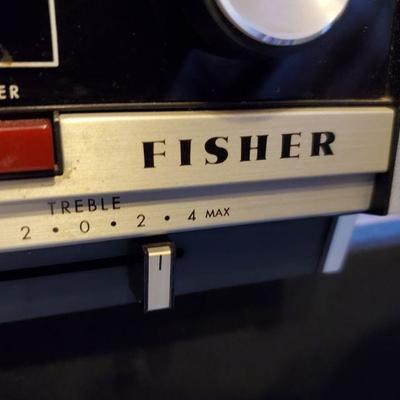 ER
FISHER
TREBLE
2 • 0 • 2 • 4 MAX